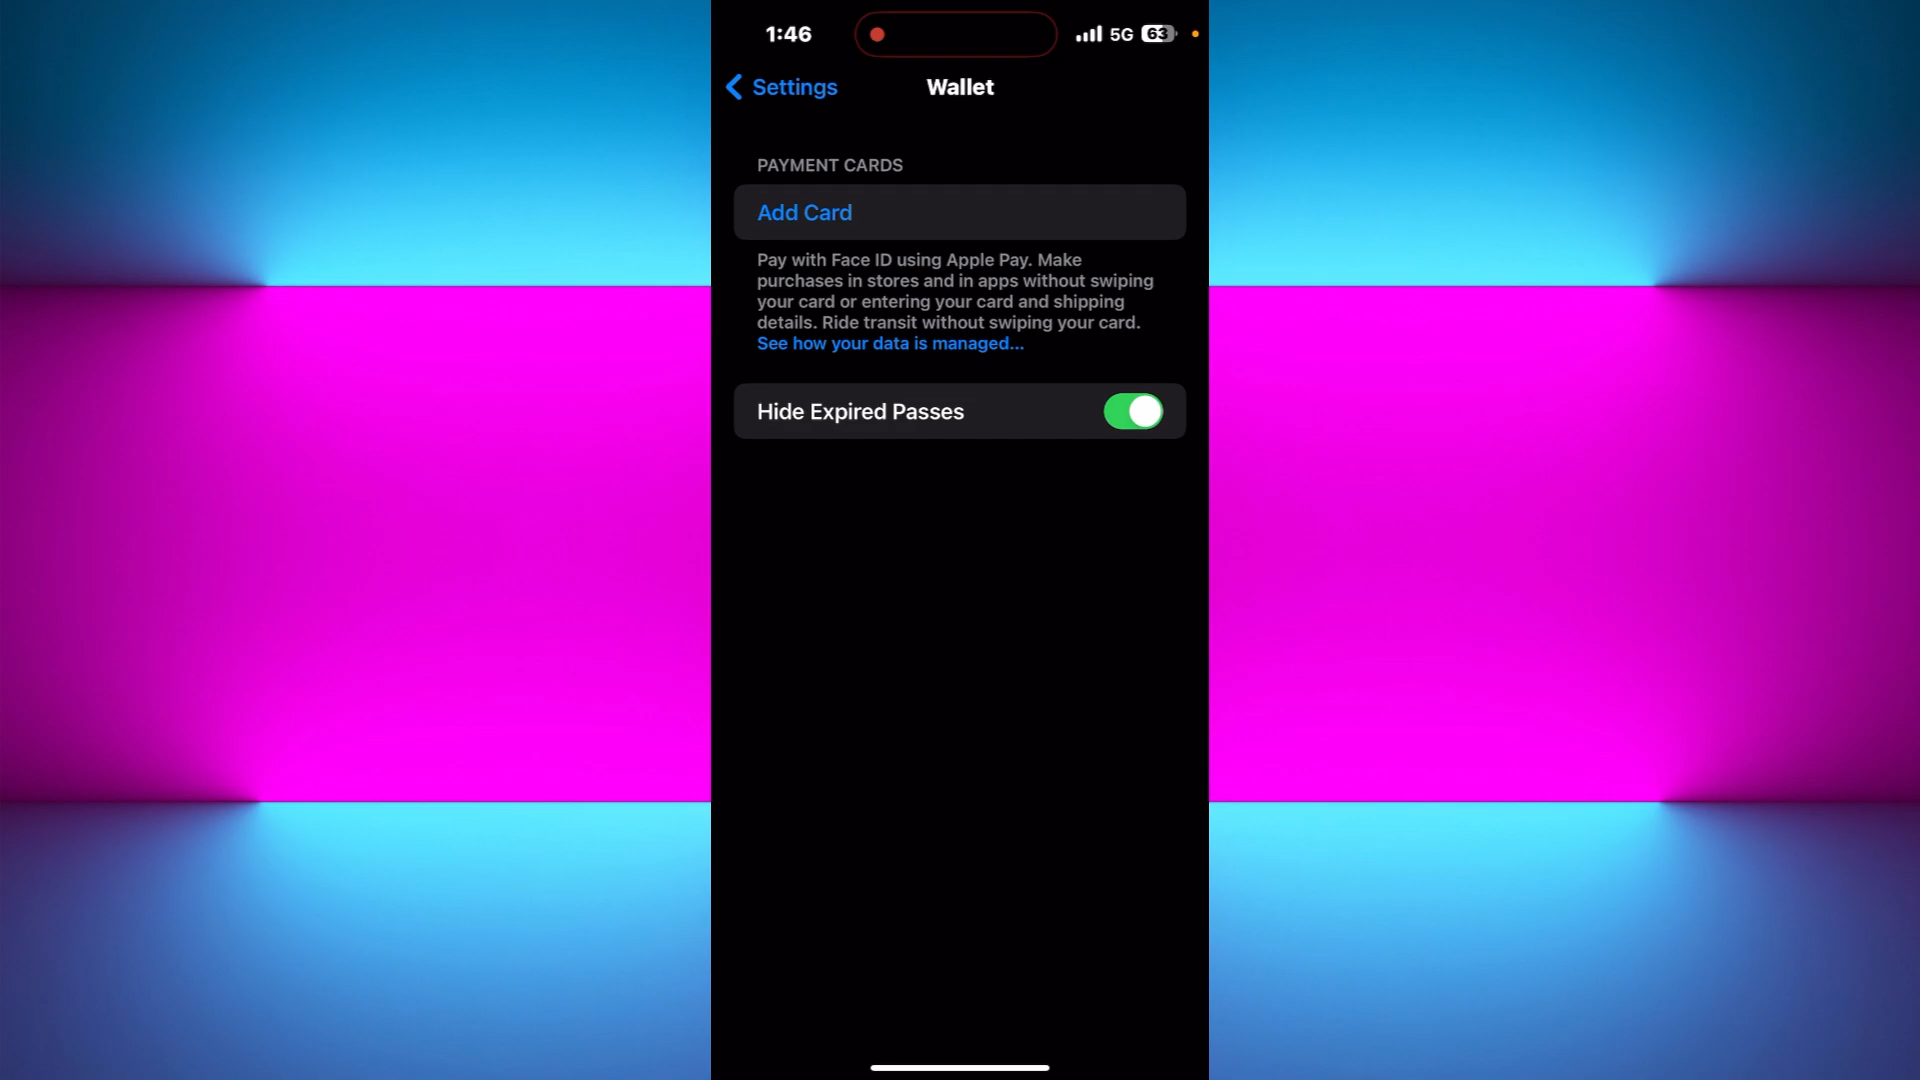 1:46
5G
63
Settings
Wallet
PAYMENT CARDS
Add Card
Pay with Face ID using Apple Pay. Make
purchases in stores and in apps without swiping
your card or entering your card and shipping
details. Ride transit without swiping your card.
See how your data is managed...
Hide Expired Passes